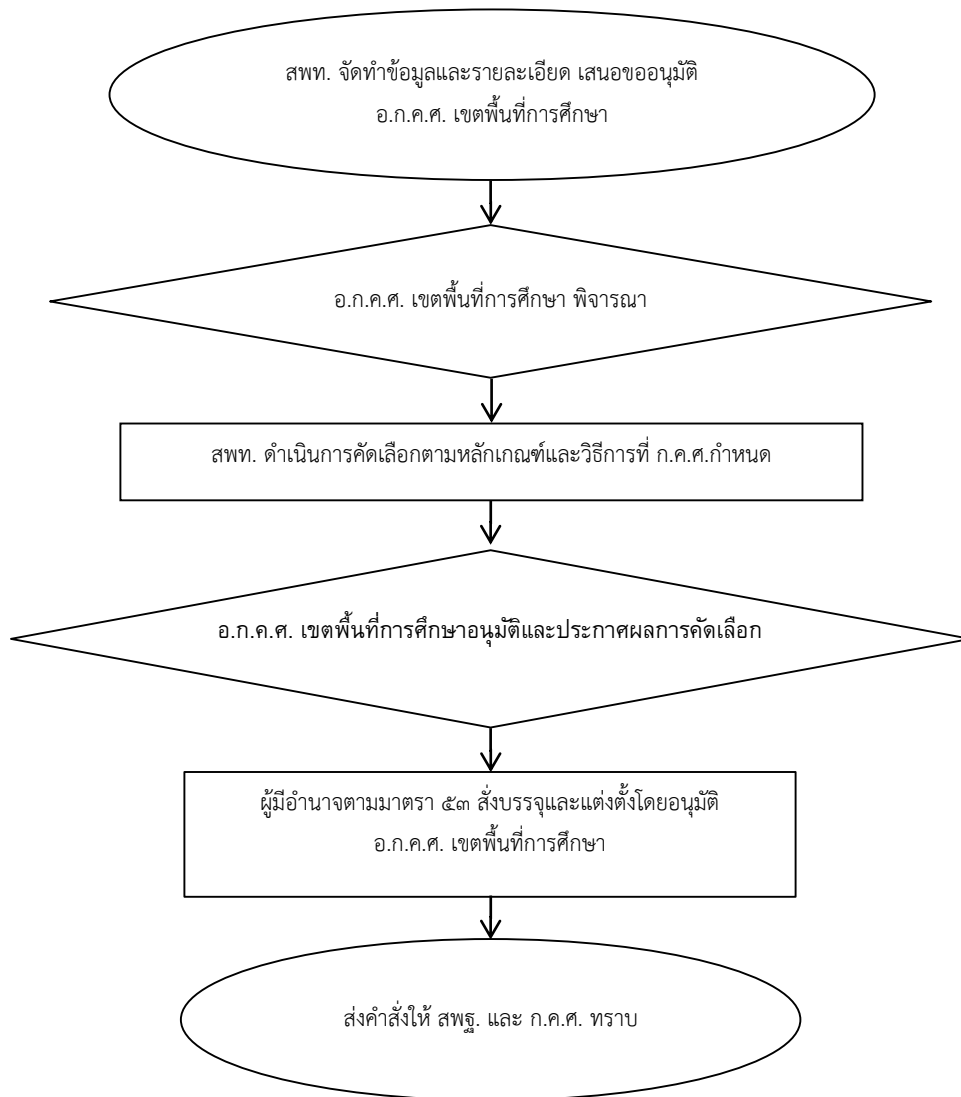 สพท. จัดทำข้อมูลและรายละเอียด เสนอขออนุมัติ
อ.ก.ค.ศ. เขตพื้นที่การศึกษา
อ.ก.ค.ศ. เขตพื้นที่การศึกษา พิจารณา
สพท. ดำเนินการคัดเลือกตามหลักเกณฑ์และวิธีการที่ ก.ค.ศ.กำหนด
อ.ก.ค.ศ. เขตพื้นที่การศึกษาอนุมัติและประกาศผลการคัดเลือก
ผู้มีอำนาจตามมาตรา ๕๓ สั่งบรรจุและแต่งตั้งโดยอนุมัติ
อ.ก.ค.ศ. เขตพื้นที่การศึกษา
ส่งคำสั่งให้ สพฐ. และ ก.ค.ศ. ทราบ